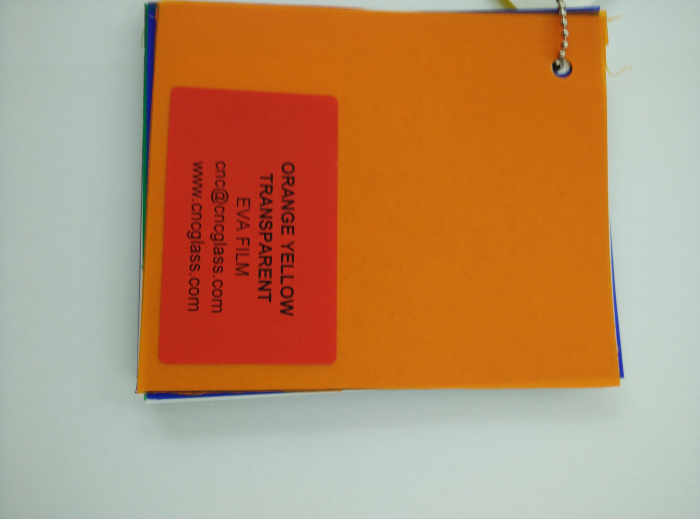 ORANGE YELLOW
TRANSPARENT
EVA FILM
cnc@cncglass.com
www.cncglass.com